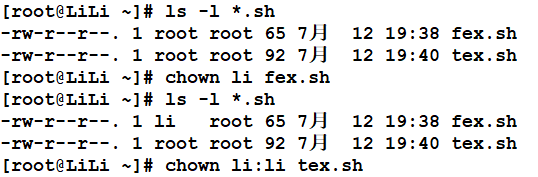 [root@LiLi ~]# ls -l *.sh
-rw-r--r--. 1 root root 65 7月  12 19:38 fex.sh
-rw-r--r--. 1 root root 92 7月  12 19:40 tex.sh
[root@LiLi ~]# chown li fex.sh
[root@LiLi ~]# ls -l *.sh
-rw-r--r--. 1 li   root 65 7月  12 19:38 fex.sh
-rw-r--r--. 1 root root 92 7月  12 19:40 tex.sh
[root@LiLi ~]# chown li:li tex.sh